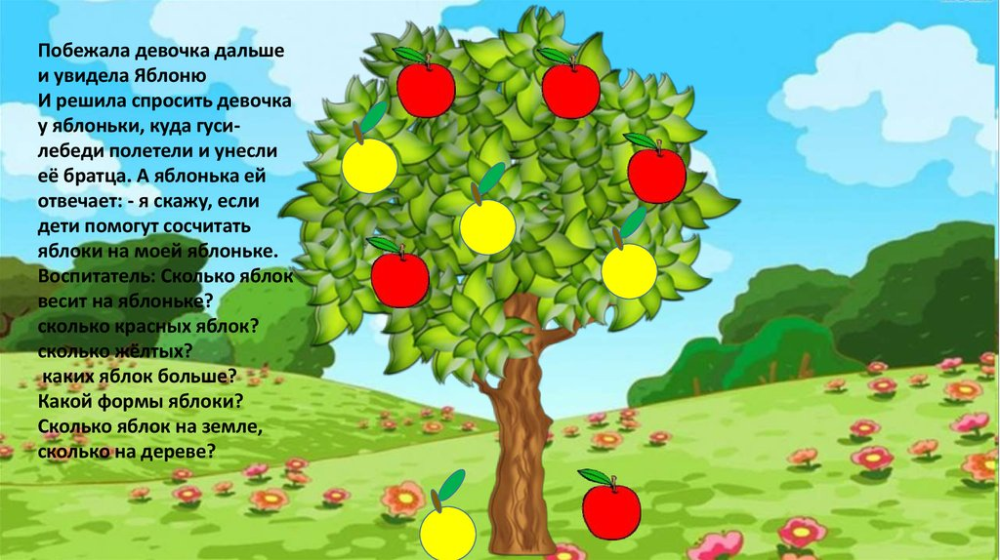 Побежала девочка дальше
и увидела Яблоню
И решила спросить девочка
у яблоньки, куда гуси-
лебеди полетели и унесли
её братца. А яблонька ей
отвечает: - я скажу, если
дети помогут сосчитать
яблоки на моей яблоньке.
Воспитатель: Сколько яблок
весит на яблоньке?
сколько красных яблок?
сколько жёлтых?
каких яблок больше?
Какой формы яблоки?
Сколько яблок на земле,
сколько на дереве?